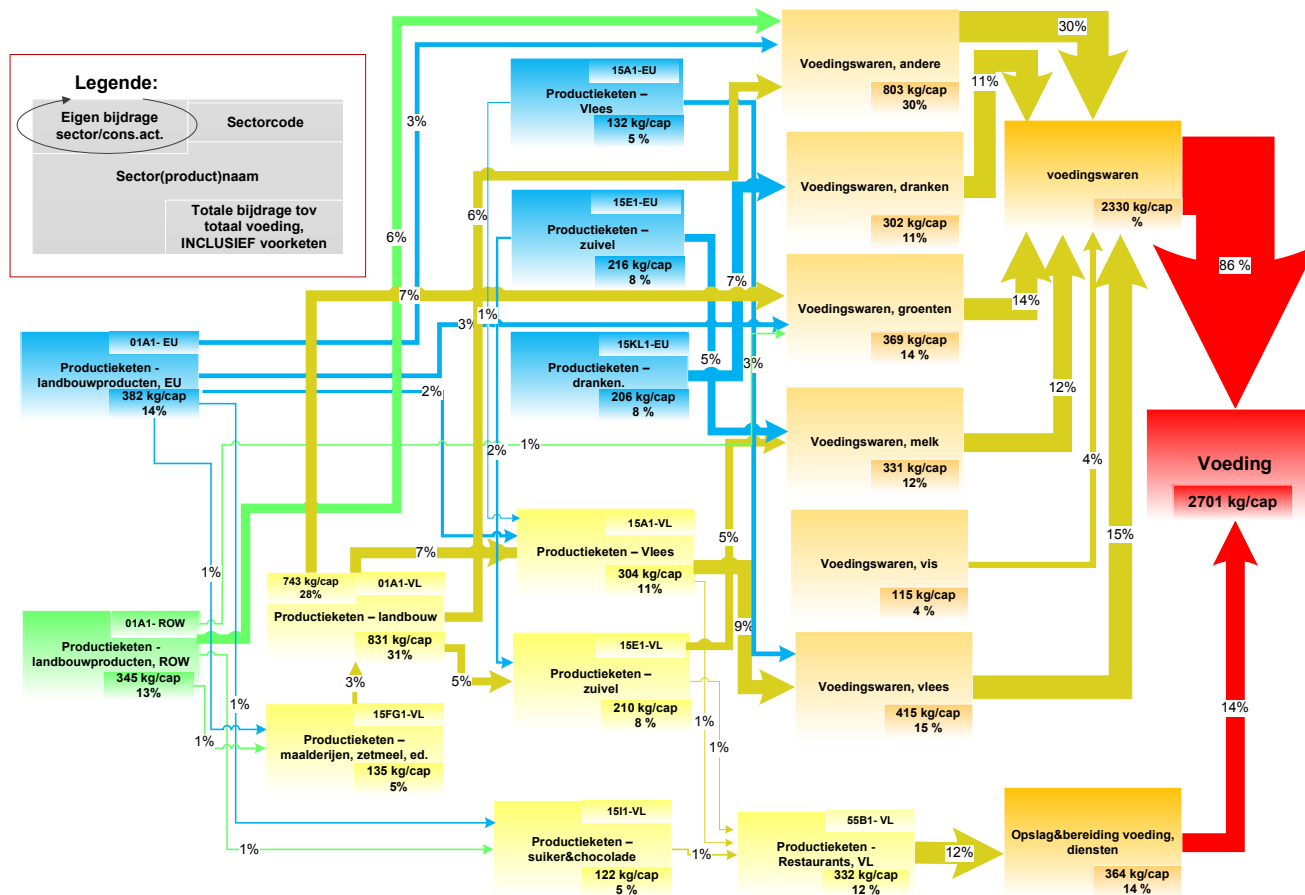 Legende:
Eigen bijdrage
sector/cons.act.
Sectorcode
Sector(product)naam
Totale bijdrage tov
totaal voeding,
INCLUSIEF voorketen
01A1- EU
Productieketen -
landbouwproducten, EU
382 kg/cap
14%
01A1- ROW
Productieketen -
landbouwproducten, ROW
345 kg/cap
13%
743 kg/cap
28%
01A1-VL
Productieketen – landbouw
831 kg/cap
31%
15FG1-VL
Productieketen –
maalderijen, zetmeel, ed.
135 kg/cap
5%
15A1-EU
Productieketen –
Vlees
132 kg/cap
5 %
15E1-EU
Productieketen –
zuivel
216 kg/cap
8 %
15KL1-EU
Productieketen –
dranken.
206 kg/cap
8 %
15A1-VL
Productieketen – Vlees
304 kg/cap
11%
15E1-VL
Productieketen –
zuivel
210 kg/cap
8 %
15I1-VL
Productieketen –
suiker&chocolade
122 kg/cap
5 %
55B1- VL
Productieketen -
Restaurants, VL
332 kg/cap
12 %
Voedingswaren, andere
803 kg/cap
30%
Voedingswaren, dranken
302 kg/cap
11%
Voedingswaren, groenten
369 kg/cap
14 %
Voedingswaren, melk
331 kg/cap
12%
Voedingswaren, vis
115 kg/cap
4 %
Voedingswaren, vlees
415 kg/cap
15 %
voedingswaren
2330 kg/cap
%
Opslag&bereiding voeding,
diensten
364 kg/cap
14 %
Voeding
2701 kg/cap
3%
6%
6%
7%
1%
3%
2%
7%
5%
3%
2%
1%
1%
7%
1%
3%
5%
1%
1%
5%
9%
1%
1%
1%
12%
30%
11%
14%
12%
4%
15%
86 %
14%